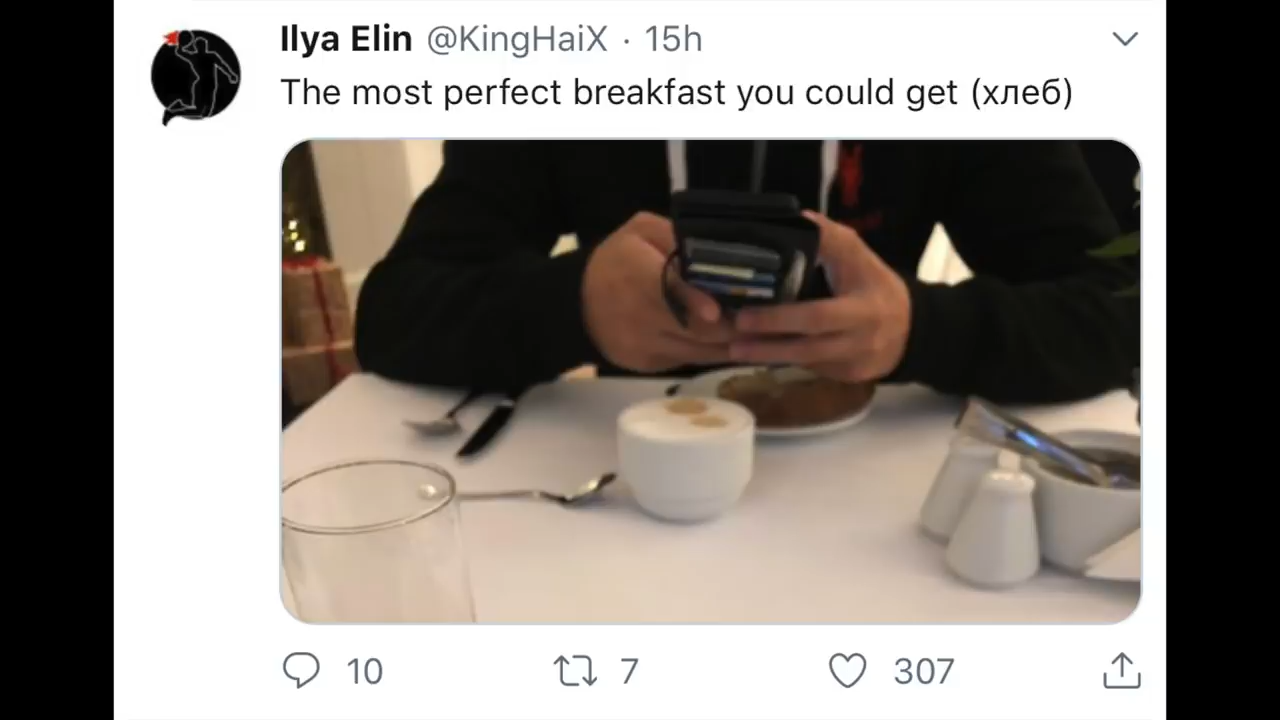 Ilya Elin @KingHaiX · 15h
The most perfect breakfast you could get (хлеб)
10 7 307